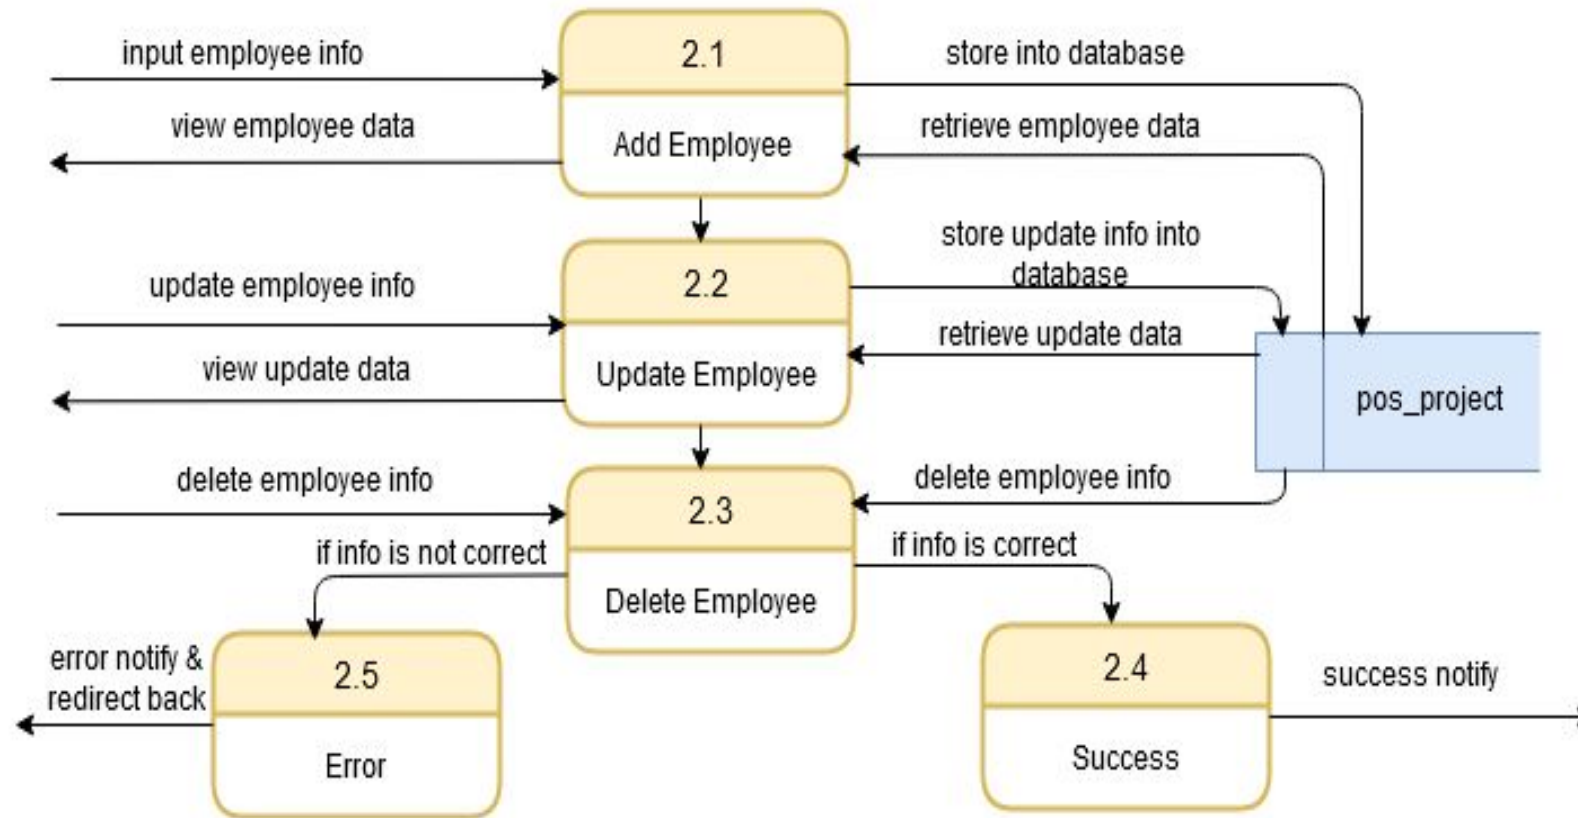 input employee info
2.1
store into database
view employee data
Add Employee
retrieve employee data
update employee info
2.2
store update info into
database
view update data
Update Employee
retrieve update data
pos_project
delete employee info
2.3
delete employee info
if info is not correct
Delete Employee
if info is correct
error notify &
redirect back
2.5
Error
2.4
Success
success notify